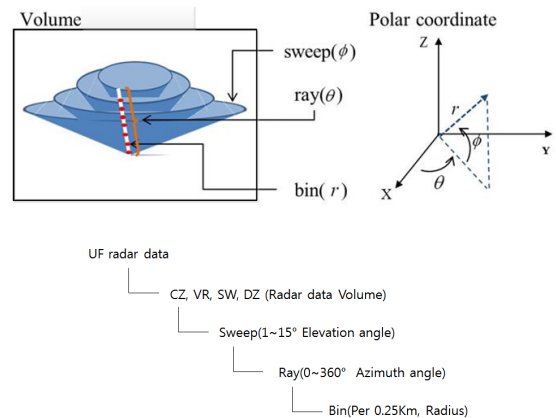 Volume
Polar coordinate
sweep(ϕ)
ray(θ)
bin( r )
Z
r
ϕ
Y
θ
X
UF radar data
CZ, VR, SW, DZ (Radar data Volume)
Sweep(1~15° Elevation angle)
Ray(0~360° Azimuth angle)
Bin(Per 0.25Km, Radius)